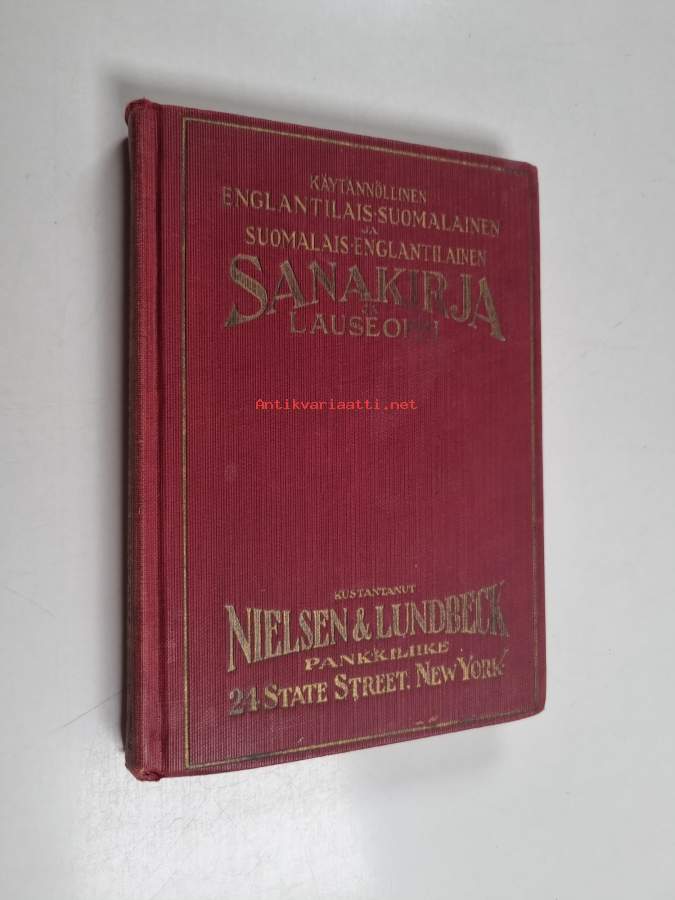 KÄYTÄNNÖLLINEN
ENGLANTILAIS-SUOMALAINEN
JA
SUOMALAIS-ENGLANTILAINEN
SANAKIRJA
JA
LAUSEOPPI
Antikvariaatti.net
KUSTANTANUT
NIELSEN & LUNDBECK
PANKKILIIKE
24 STATE STREET, NEW YORK